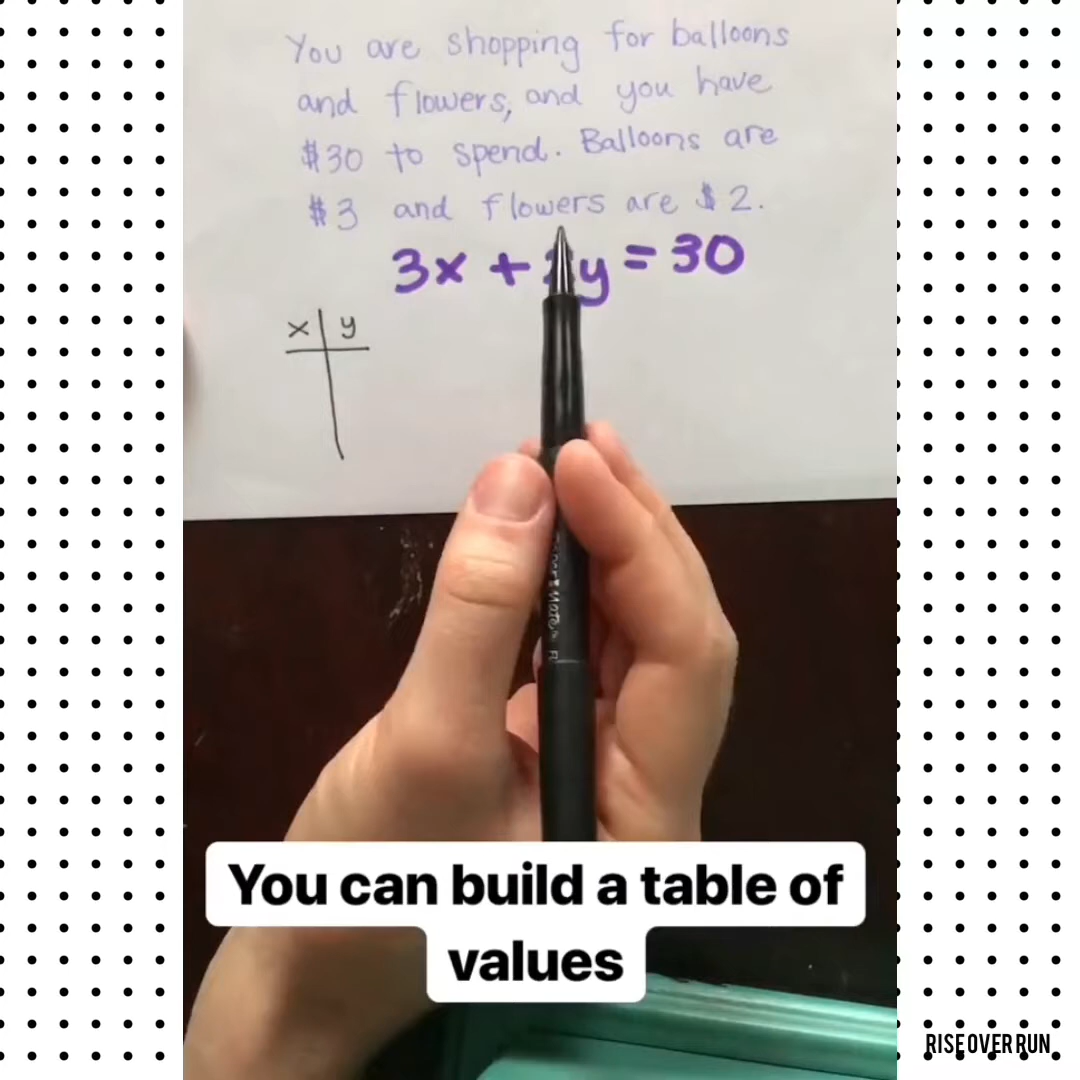 You are shopping for balloons
and flowers, and you have
$30 to spend. Balloons are
$3 and flowers are $2.
3x + y = 30
x y
You can build a table of
values
RISE OVER RUN